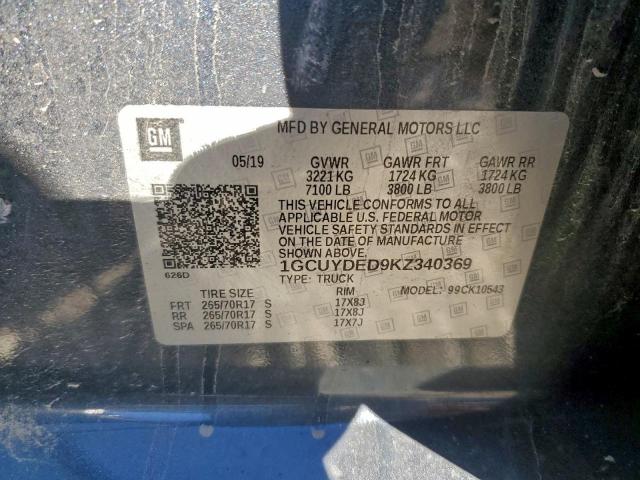 GM
MFD BY GENERAL MOTORS LLC
05/19 GVWR GAWR FRT GAWR RR
3221 KG 1724 KG 1724 KG
7100 LB 3800 LB 3800 LB
THIS VEHICLE CONFORMS TO ALL
APPLICABLE U.S. FEDERAL MOTOR
VEHICLE SAFETY STANDARDS IN EFFECT
ON THE DATE OF MANUFACTURE SHOWN ABOVE.
626D
1GCUYDED9KZ340369
TYPE: TRUCK MODEL: 99CK10543
TIRE SIZE RIM
FRT 265/70R17 S 17X8J
RR 265/70R17 S 17X8J
SPA 265/70R17 S 17X7J